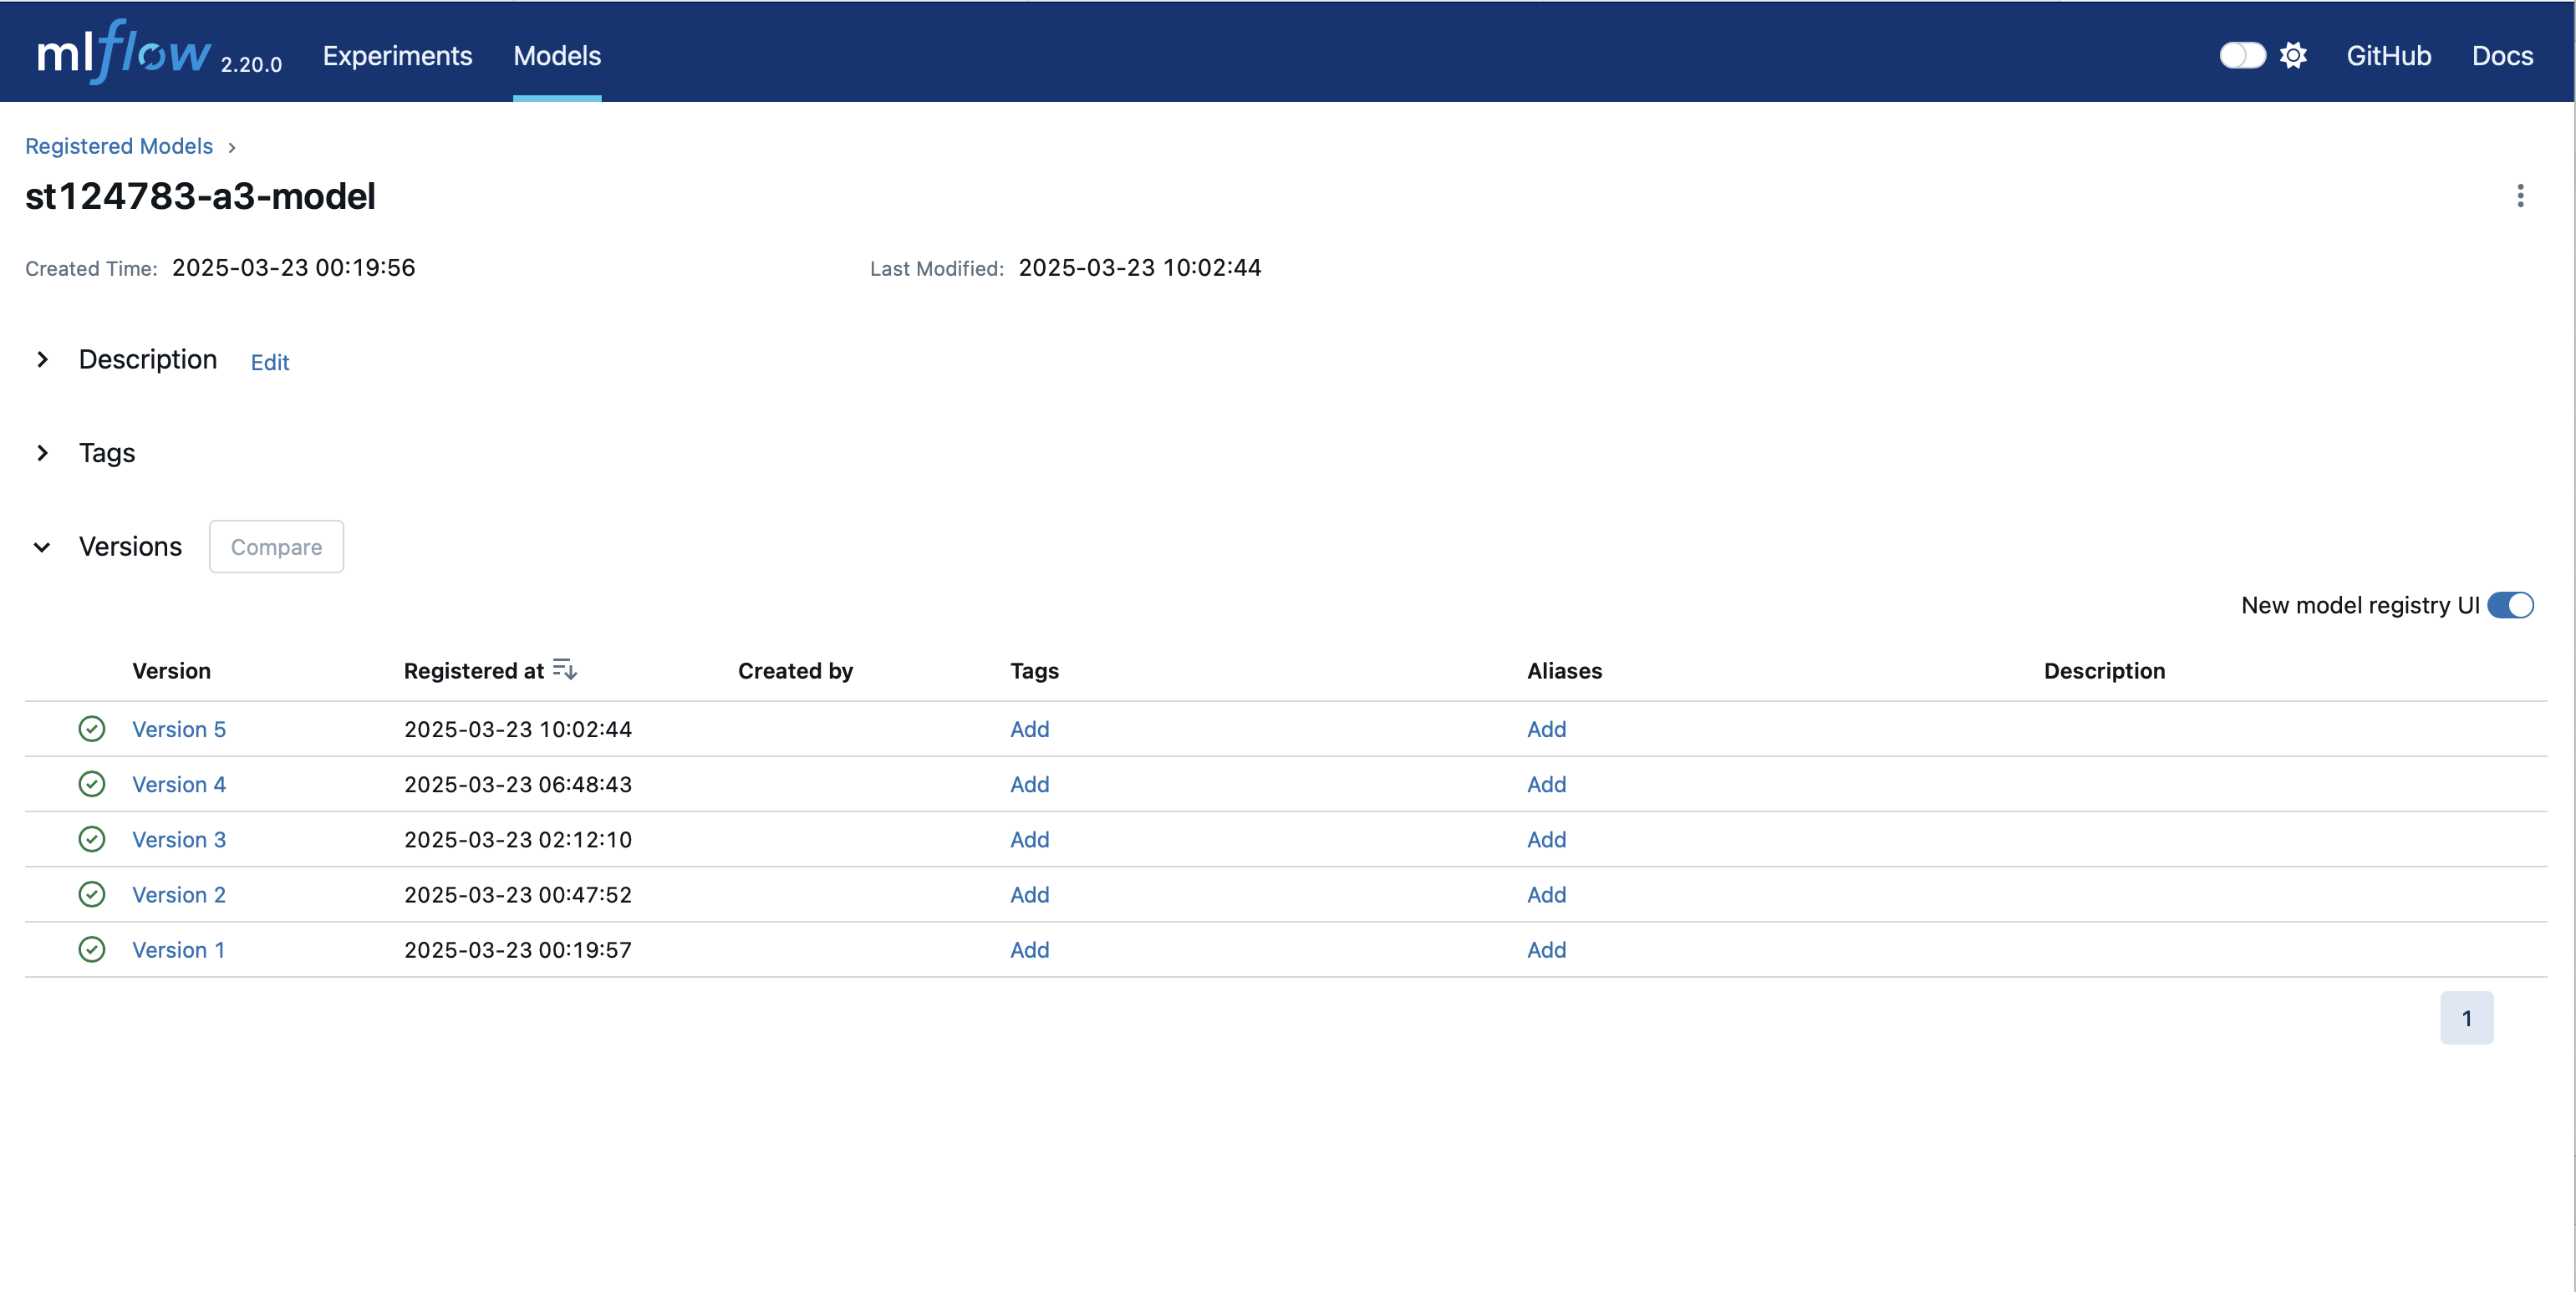 mlflow 2.20.0 Experiments Models GitHub Docs
Registered Models
st124783-a3-model
Created Time: 2025-03-23 00:19:56 Last Modified: 2025-03-23 10:02:44
Description Edit
Tags
Versions Compare
New model registry UI
Version Registered at Created by Tags Aliases Description
Version 5 2025-03-23 10:02:44 Add Add
Version 4 2025-03-23 06:48:43 Add Add
Version 3 2025-03-23 02:12:10 Add Add
Version 2 2025-03-23 00:47:52 Add Add
Version 1 2025-03-23 00:19:57 Add Add
1